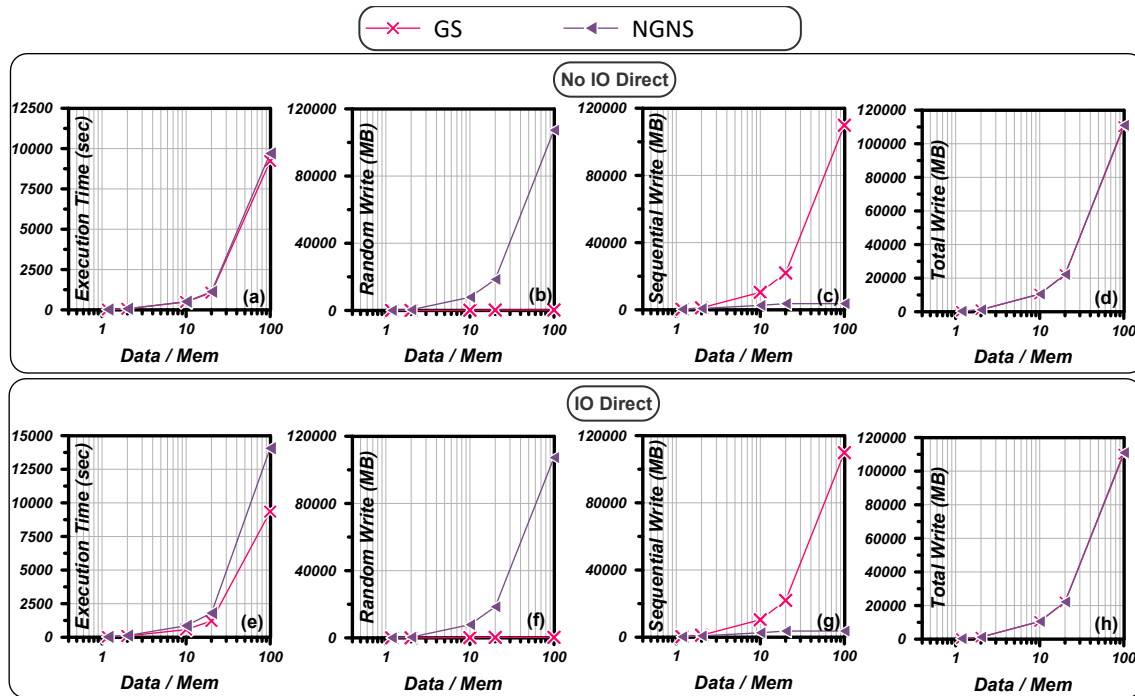 GS NGNS
No IO Direct
12500
10000
7500
5000
2500
0
Execution Time (sec)
(a)
1 10 100
Data / Mem
120000
80000
40000
0
Random Write (MB)
(b)
1 10 100
Data / Mem
120000
80000
40000
0
Sequential Write (MB)
(c)
1 10 100
Data / Mem
120000
100000
80000
60000
40000
20000
0
Total Write (MB)
(d)
1 10 100
Data / Mem
IO Direct
15000
12500
10000
7500
5000
2500
0
Execution Time (sec)
(e)
1 10 100
Data / Mem
120000
80000
40000
0
Random Write (MB)
(f)
1 10 100
Data / Mem
120000
80000
40000
0
Sequential Write (MB)
(g)
1 10 100
Data / Mem
120000
100000
80000
60000
40000
20000
0
Total Write (MB)
(h)
1 10 100
Data / Mem